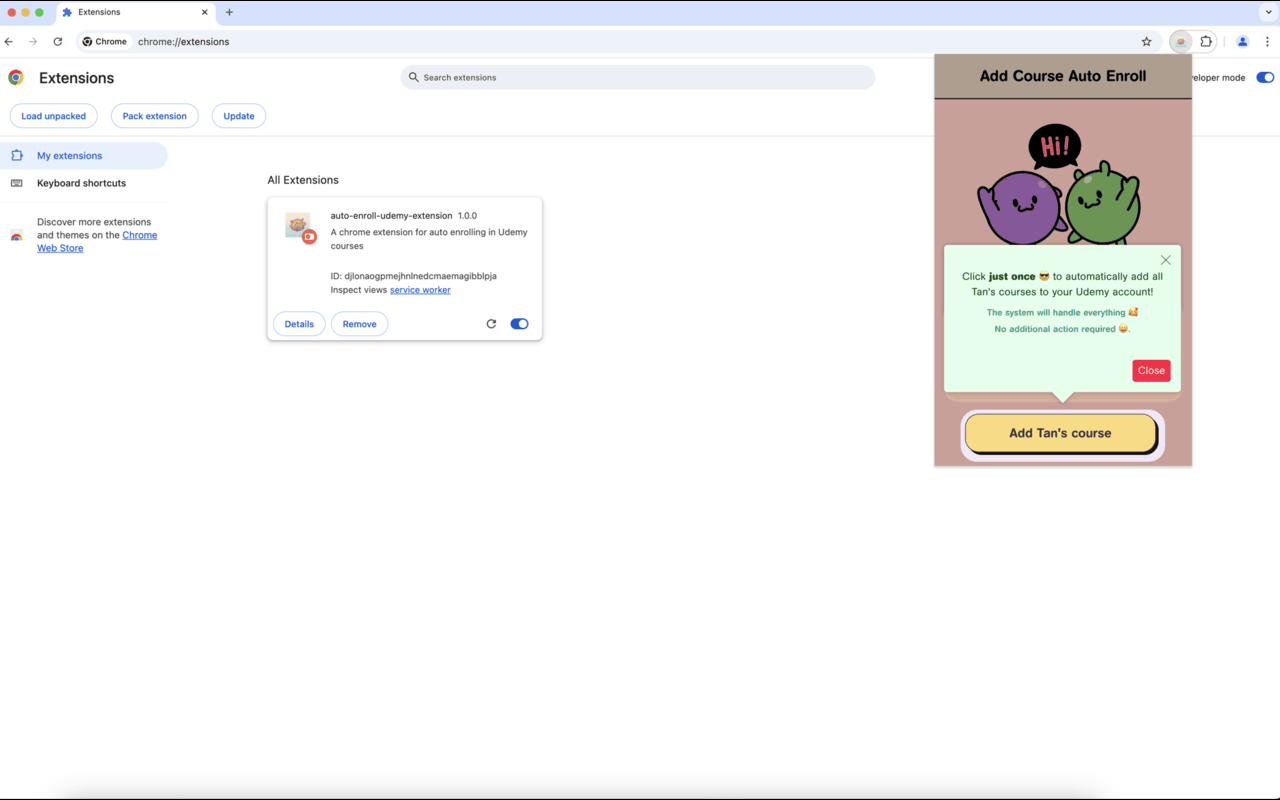 Extensions
Chrome
chrome://extensions
Extensions
Search extensions
eloper mode
Load unpacked
Pack extension
Update
My extensions
Keyboard shortcuts
Discover more extensions
and themes on the Chrome
Web Store
All Extensions
auto-enroll-udemy-extension 1.0.0
A chrome extension for auto enrolling in Udemy
courses
ID: djlonaogpmejhnlnedcmaemagibblpja
Inspect views service worker
Details
Remove
Add Course Auto Enroll
Hi!
Click just once 😎 to automatically add all
Tan's courses to your Udemy account!
The system will handle everything 🥰
No additional action required 😄.
Close
Add Tan's course